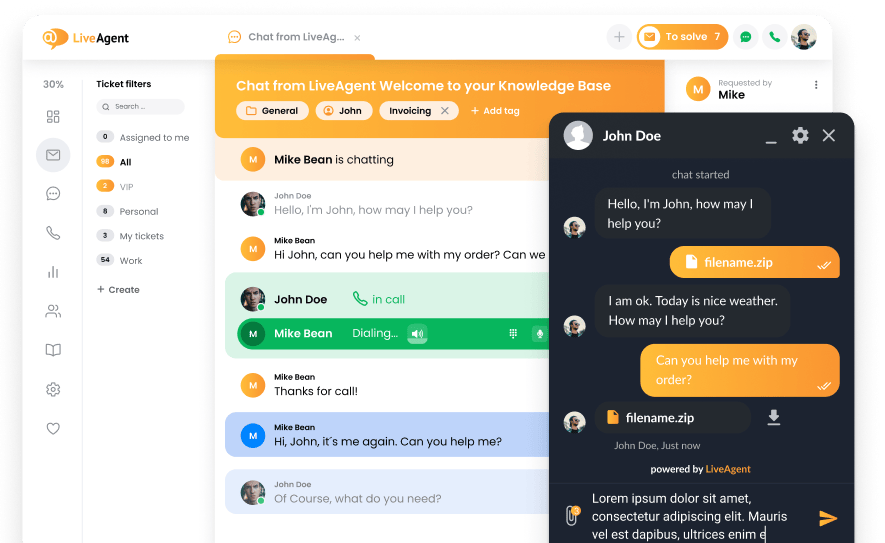 LiveAgent
Chat from LiveAg...
To solve 7
30%
Ticket filters
Search ...
0 Assigned to me
98 All
2 VIP
8 Personal
3 My tickets
54 Work
+ Create
Chat from LiveAgent Welcome to your Knowledge Base
General
John
Invoicing
+ Add tag
M
Requested by
Mike
M
Mike Bean is chatting
John Doe
Hello, I'm John, how may I help you?
M
Mike Bean
Hi John, can you help me with my order? Can we
John Doe
in call
M
Mike Bean
Dialing...
M
Mike Bean
Thanks for call!
M
Mike Bean
Hi, John, it´s me again. Can you help me?
John Doe
Of Course, what do you need?
John Doe
chat started
Hello, I'm John, how may I
help you?
filename.zip
I am ok. Today is nice weather.
How may I help you?
Can you help me with my
order?
filename.zip
John Doe, Just now
powered by LiveAgent
Lorem ipsum dolor sit amet,
consectetur adipiscing elit. Mauris
vel est dapibus, ultrices enim e